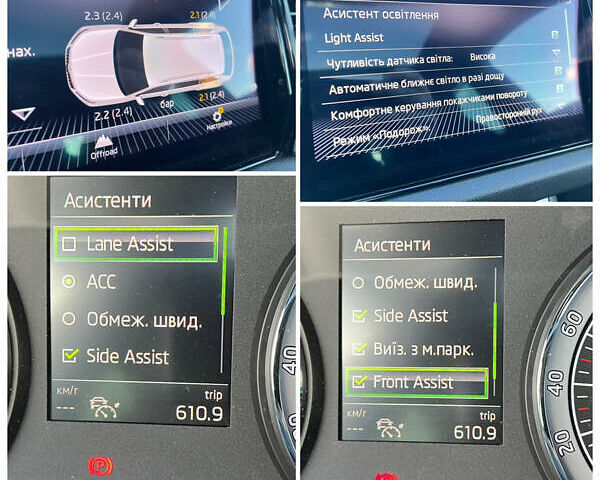 2.3 (2.4)
2.1 (2.4)
нах.
2.2 (2.4)
бар
2.1 (2.4)
Offroad
Настройки
Асистент освітлення
Light Assist
Чутливість датчика світла: Висока
Автоматичне ближнє світло в разі дощу
Комфортне керування покажчиками повороту
Режим «Подорож»: Правосторонній рух
Асистенти
Lane Assist
ACC
Обмеж. швид.
Side Assist
км/г
trip
---
610.9
40
Асистенти
Обмеж. швид.
Side Assist
Виїз. з м.парк.
Front Assist
км/г
trip
---
610.9
60
40
20